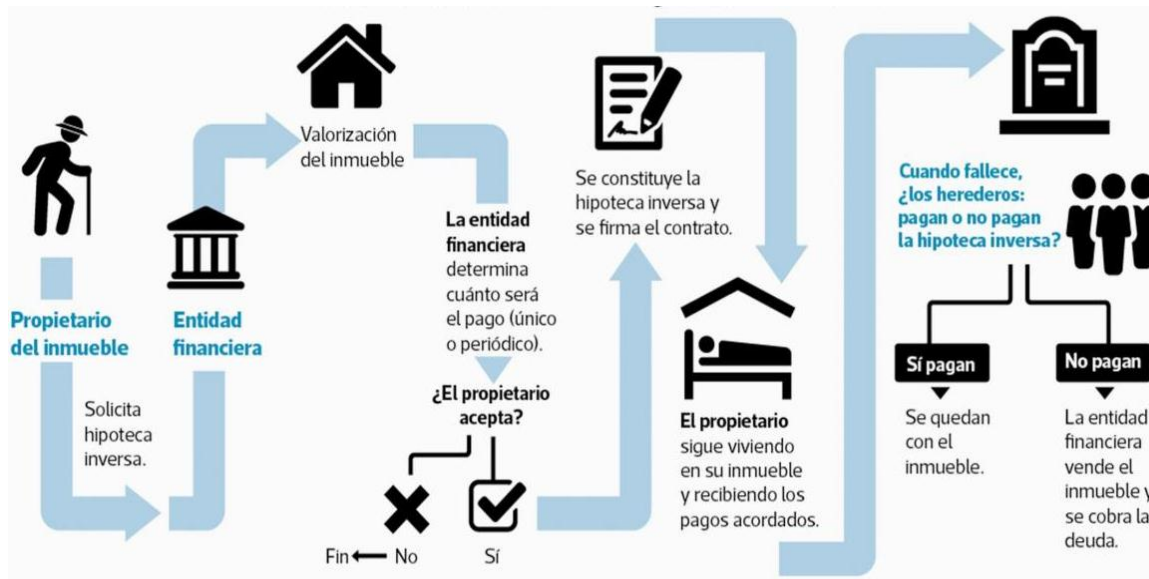 Propietario
del inmueble
Solicita
hipoteca
inversa.
Entidad
financiera
Valorización
del inmueble
La entidad
financiera
determina
cuánto será
el pago (único
o periódico).
¿El propietario
acepta?
Fin
No
Sí
Se constituye la
hipoteca inversa y
se firma el contrato.
El propietario
sigue viviendo
en su inmueble
y recibiendo los
pagos acordados.
Cuando fallece,
¿los herederos:
pagan o no pagan
la hipoteca inversa?
Sí pagan
Se quedan
con el
inmueble.
No pagan
La entidad
financiera
vende el
inmueble y
se cobra la
deuda.